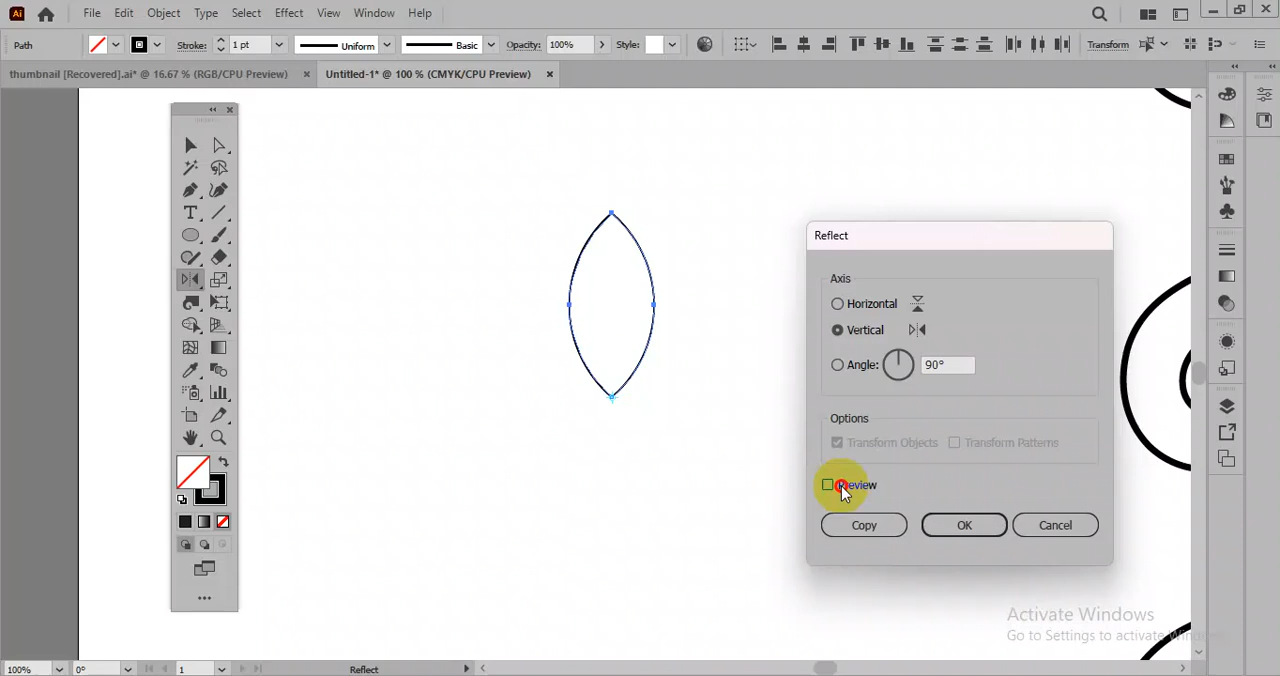 Ai File Edit Object Type Select Effect View Window Help
Path Stroke: 1 pt Uniform Basic Opacity: 100% Style: Transform
thumbnail [Recovered].ai* @ 16.67 % (RGB/CPU Preview) Untitled-1* @ 100 % (CMYK/CPU Preview)
Reflect
Axis
Horizontal
Vertical
Angle: 90°
Options
Transform Objects Transform Patterns
Preview
Copy OK Cancel
Activate Windows
Go to Settings to activate Windows.
100% 0° 1 Reflect